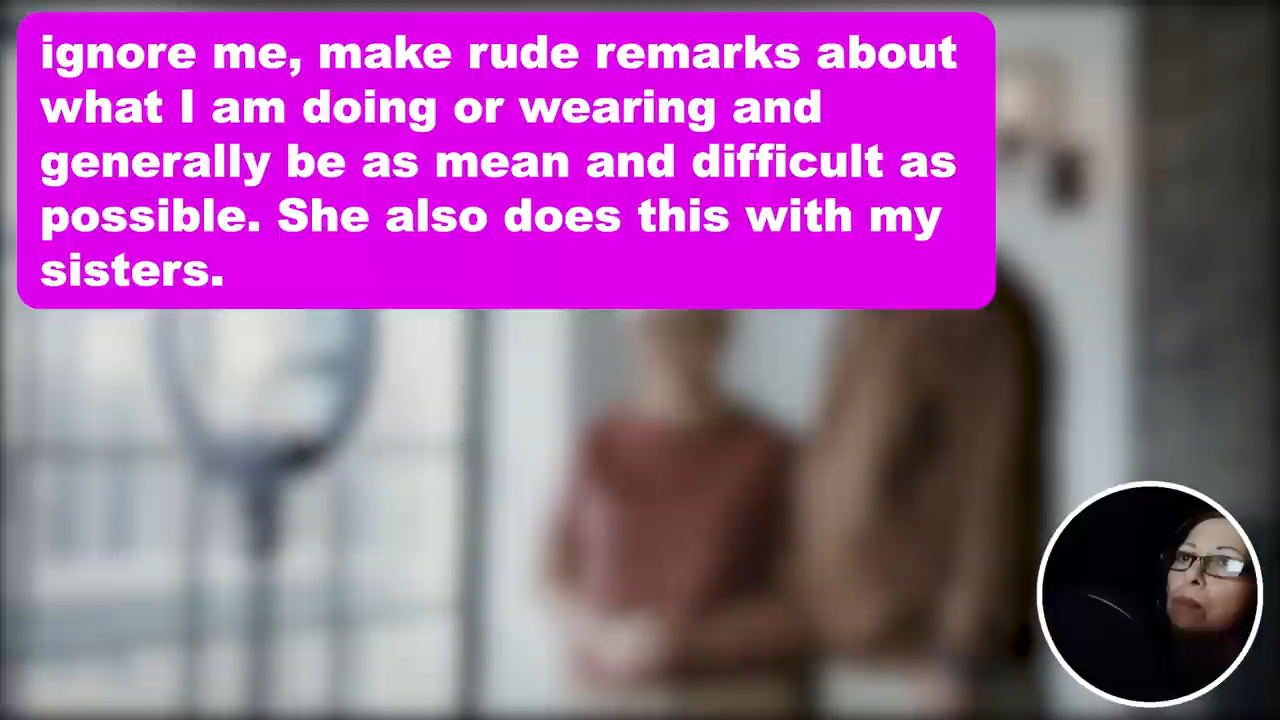 ignore me, make rude remarks about
what I am doing or wearing and
generally be as mean and difficult as
possible. She also does this with my
sisters.